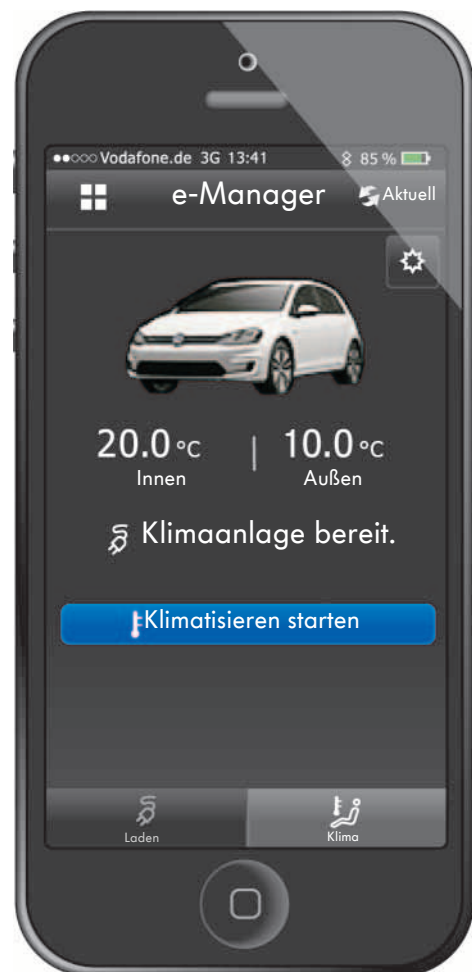 Vodafone.de 3G 13:41 85 %
e-Manager Aktuell
20.0 °C | 10.0 °C
Innen Außen
Klimaanlage bereit.
Klimatisieren starten
Laden Klima